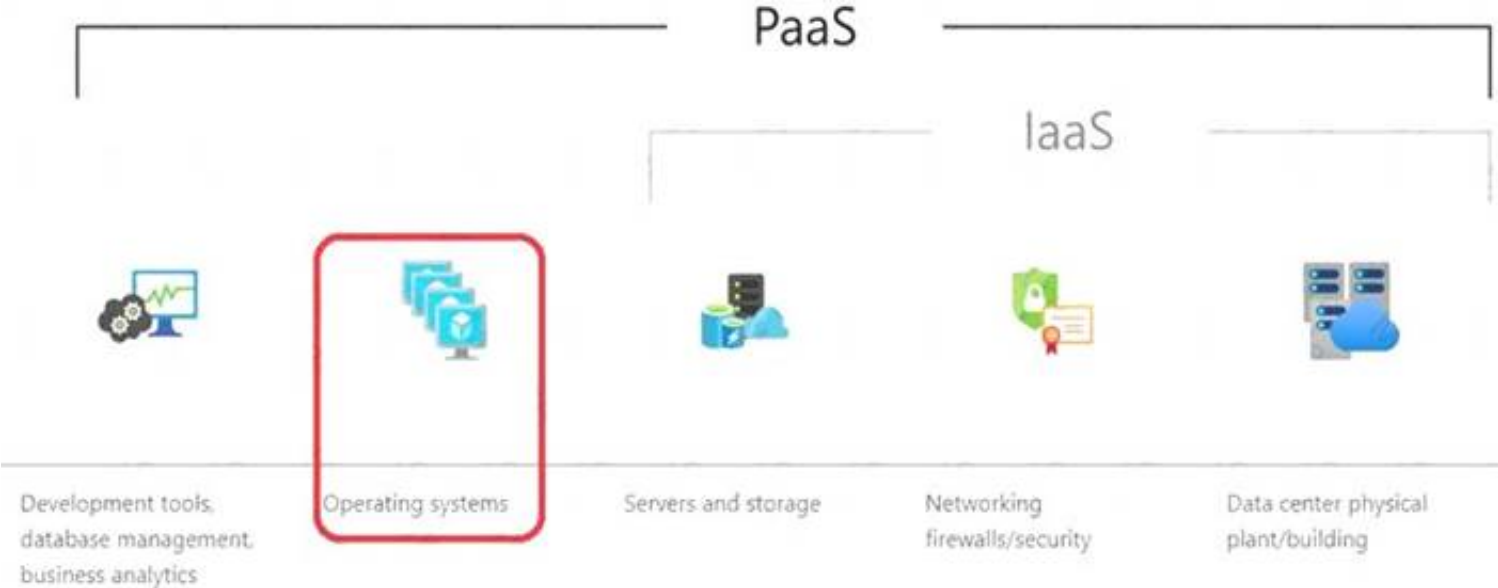 PaaS
IaaS
Development tools,
database management,
business analytics
Operating systems
Servers and storage
Networking
firewalls/security
Data center physical
plant/building